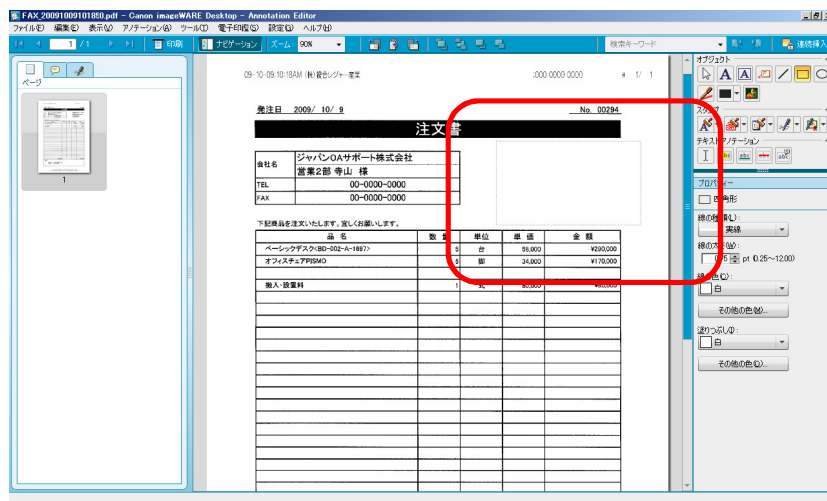 FAX_20091009101850.pdf - Canon imageWARE Desktop - Annotation Editor
ファイル(F) 編集(E) 表示(V) アノテーション(A) ツール(T) 電子印鑑(S) 設定(O) ヘルプ(H)
1 / 1 印刷 ナビゲーション ズーム: 90% 検索キーワード 連続挿入
ページ
1
09-10-09:10:18AM
:000 0000 0000 # 1/ 1
発注日 2009/ 10/ 9 No. 00294
注文書
会社名 ジャパンOAサポート株式会社
営業2部 寺山 様
TEL 00-0000-0000
FAX 00-0000-0000
下記商品を注文いたします。宜しくお願いします。
品 名 数 量 単位 単 価 金 額
ベーシックデスク<BD-002-A-1697> 5 台 58,000 ¥290,000
オフィスチェアPISMO 5 脚 34,000 ¥170,000
搬入・設置料 1 式 80,000 ¥80,000
オブジェクト
スタンプ
テキストアノテーション
プロパティー
四角形
線の種類(L):
実線
線の太さ(W):
0.75 pt (0.25～12.00)
線の色(C):
白
その他の色(M)...
塗りつぶし(I):
白
その他の色(O)...